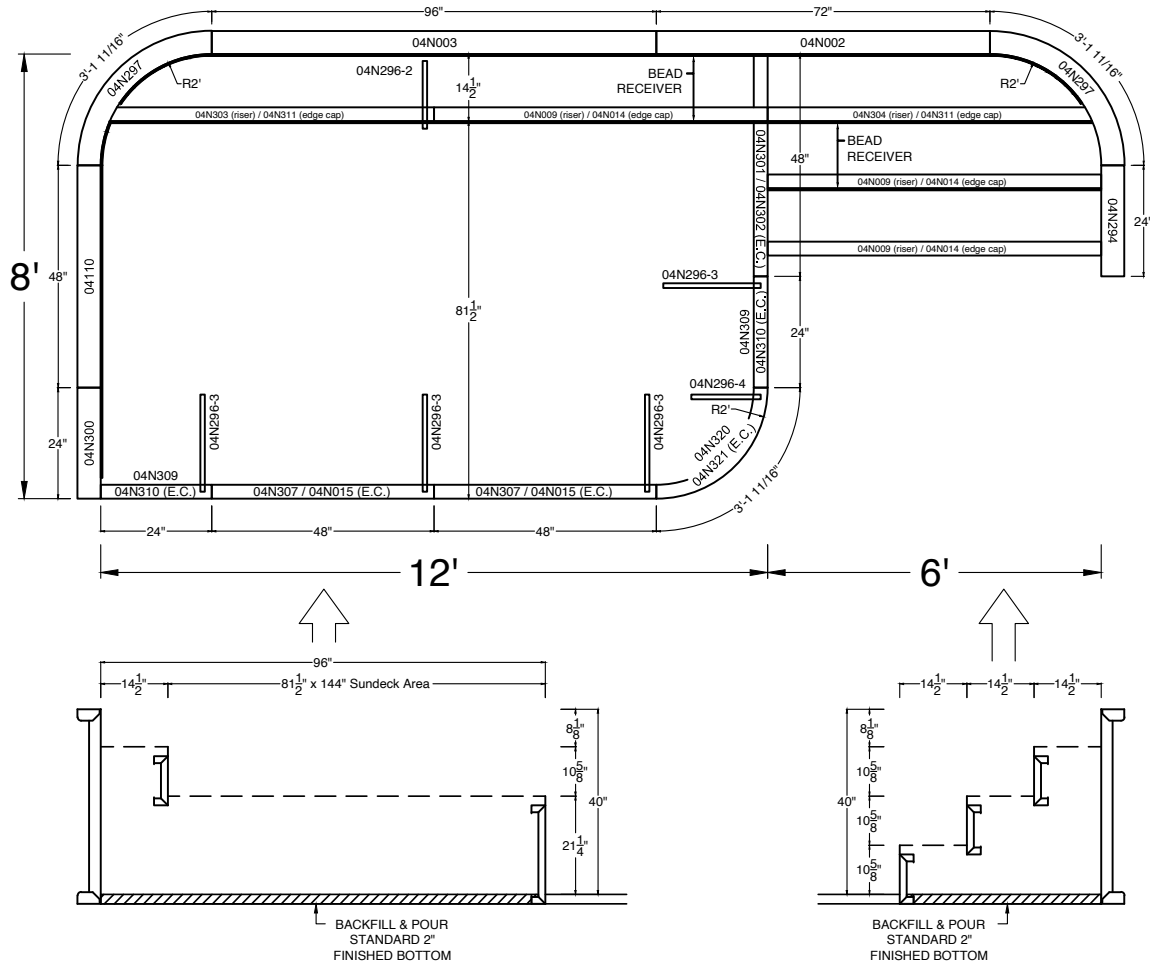 96"
72"
3'-1 11/16"
04N003
04N002
3'-1 11/16"
04N297
R2'
04N296-2
14 1/2"
BEAD
RECEIVER
R2'
04N297
04N303 (riser) / 04N311 (edge cap)
04N009 (riser) / 04N014 (edge cap)
04N304 (riser) / 04N311 (edge cap)
BEAD
RECEIVER
04N301 / 04N302 (E.C.)
48"
04N009 (riser) / 04N014 (edge cap)
04N294
24"
04N009 (riser) / 04N014 (edge cap)
8'
48"
04110
04N296-3
81 1/2"
04N309
04N310 (E.C.)
24"
04N296-4
R2'
24"
04N300
04N296-3
04N296-3
04N296-3
04N320
04N321 (E.C.)
3'-1 11/16"
04N309
04N310 (E.C.)
04N307 / 04N015 (E.C.)
04N307 / 04N015 (E.C.)
24"
48"
48"
12'
6'
96"
14 1/2"
81 1/2" x 144" Sundeck Area
8 1/8"
10 5/8"
40"
21 1/4"
BACKFILL & POUR
STANDARD 2"
FINISHED BOTTOM
14 1/2"
14 1/2"
14 1/2"
8 1/8"
10 5/8"
40"
10 5/8"
10 5/8"
BACKFILL & POUR
STANDARD 2"
FINISHED BOTTOM